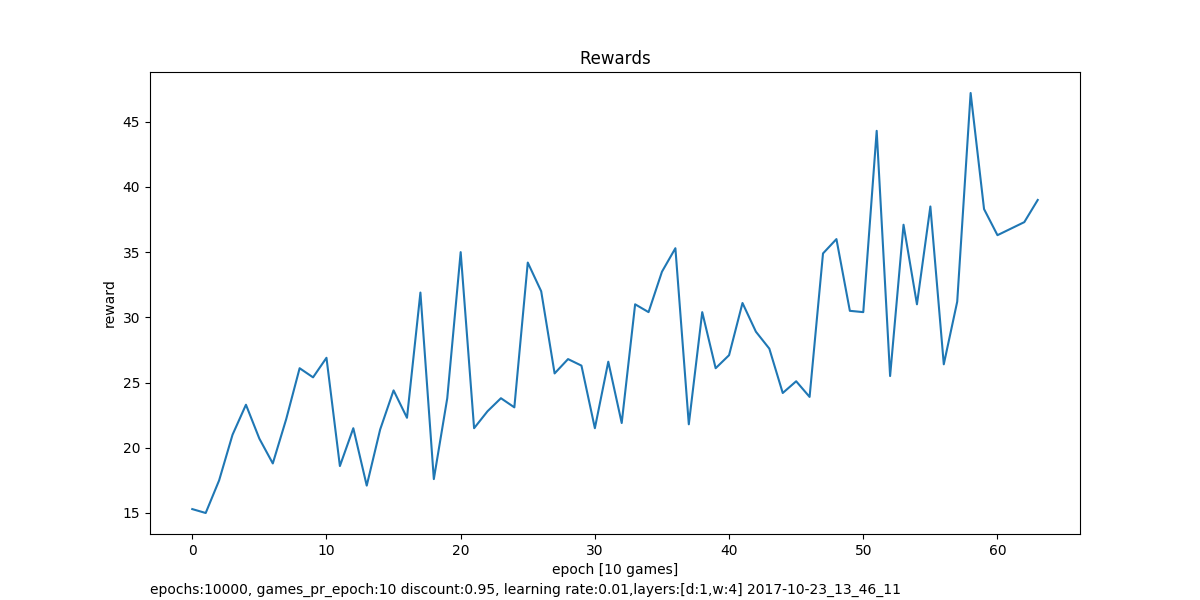 Rewards
45
40
35
30
25
20
15
reward
0 10 20 30 40 50 60
epoch [10 games]
epochs:10000, games_pr_epoch:10 discount:0.95, learning rate:0.01,layers:[d:1,w:4] 2017-10-23_13_46_11